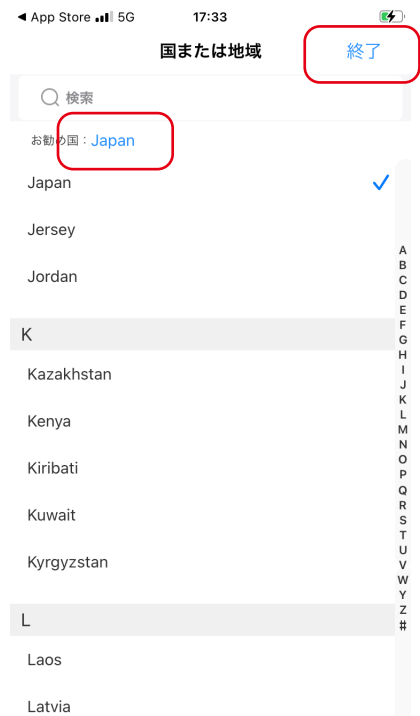 ◀ App Store 5G 17:33
国または地域 終了
検索
お勧め国：Japan
Japan
Jersey
Jordan
K
Kazakhstan
Kenya
Kiribati
Kuwait
Kyrgyzstan
L
Laos
Latvia
A
B
C
D
E
F
G
H
I
J
K
L
M
N
O
P
Q
R
S
T
U
V
W
Y
Z
#